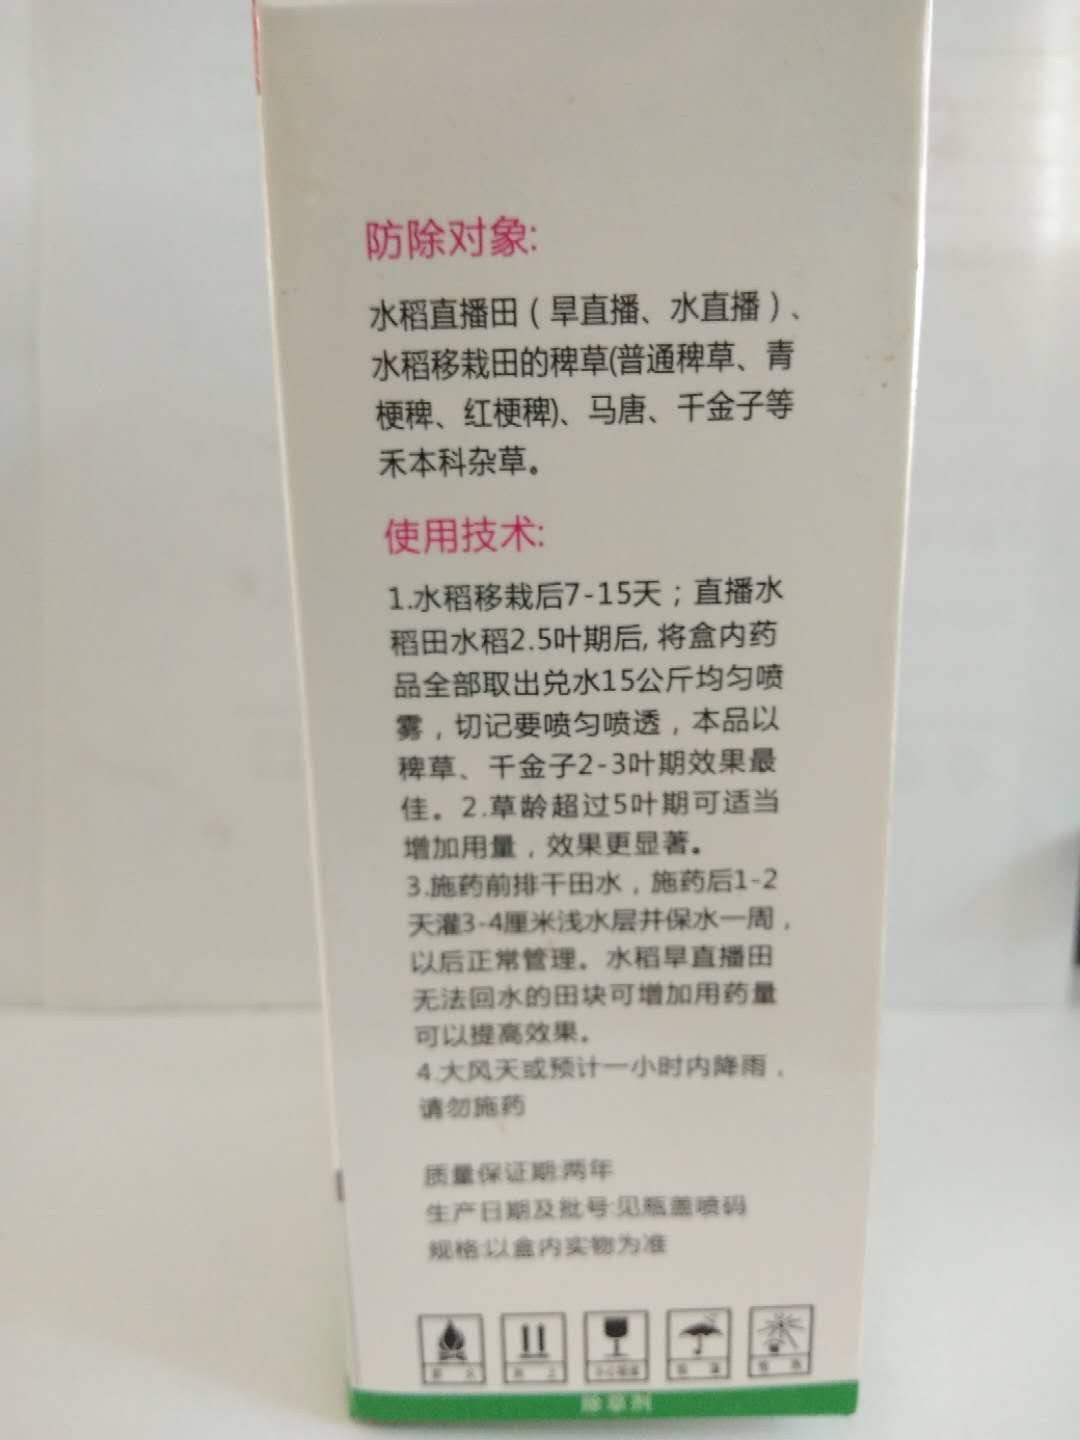 防除对象:
水稻直播田（旱直播、水直播）、
水稻移栽田的稗草(普通稗草、青
梗稗、红梗稗)、马唐、千金子等
禾本科杂草。
使用技术:
1.水稻移栽后7-15天；直播水
稻田水稻2.5叶期后,将盒内药
品全部取出兑水15公斤均匀喷
雾，切记要喷匀喷透，本品以
稗草、千金子2-3叶期效果最
佳。2.草龄超过5叶期可适当
增加用量，效果更显著。
3.施药前排干田水，施药后1-2
天灌3-4厘米浅水层并保水一周，
以后正常管理。水稻旱直播田
无法回水的田块可增加用药量
可以提高效果。
4.大风天或预计一小时内降雨，
请勿施药
质量保证期:两年
生产日期及批号:见瓶盖喷码
规格:以盒内实物为准
除草剂